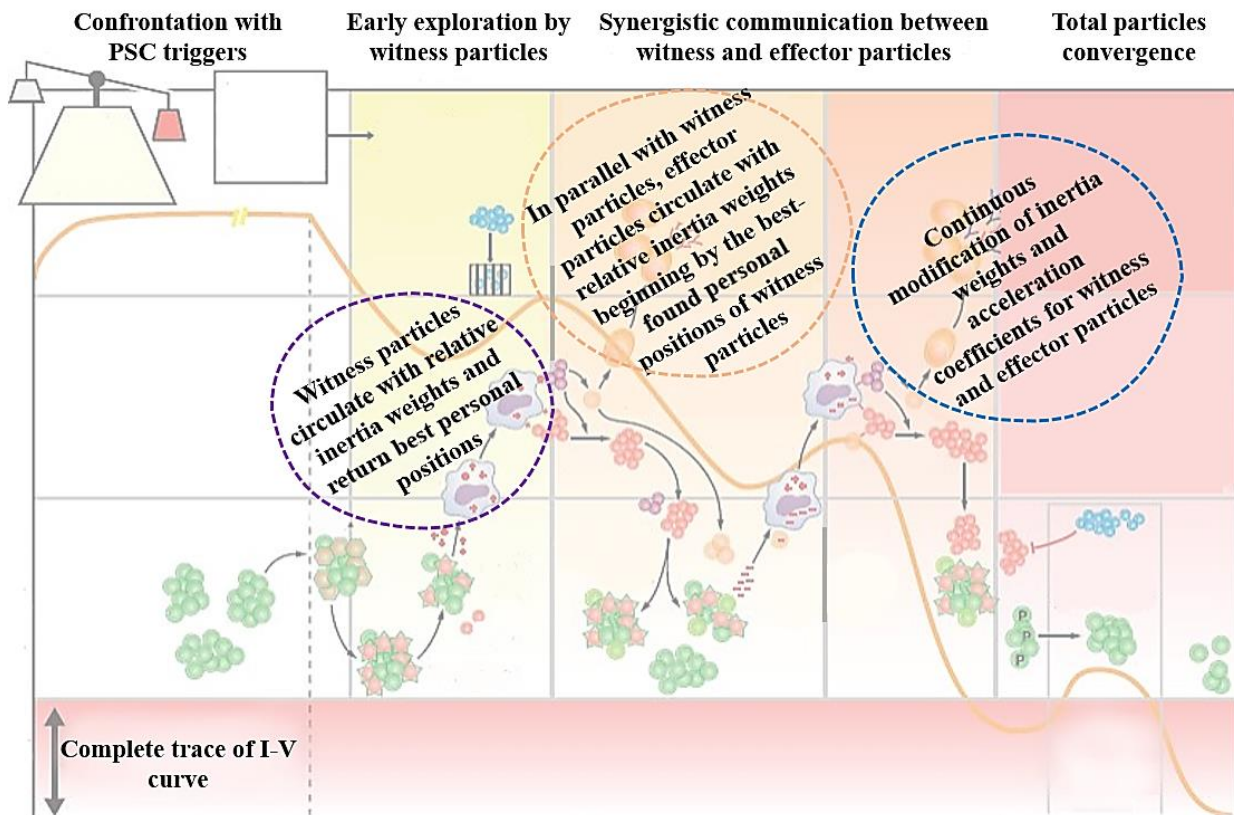 Confrontation with
PSC triggers
Early exploration by
witness particles
Synergistic communication between
witness and effector particles
Total particles
convergence
Witness particles
circulate with relative
inertia weights and
return best personal
positions
In parallel with witness
particles, effector
particles circulate with
relative inertia weights
beginning by the best-
found personal
positions of witness
particles
Continuous
modification of inertia
weights and
acceleration
coefficients for witness
and effector particles
P
P
P
Complete trace of I-V
curve